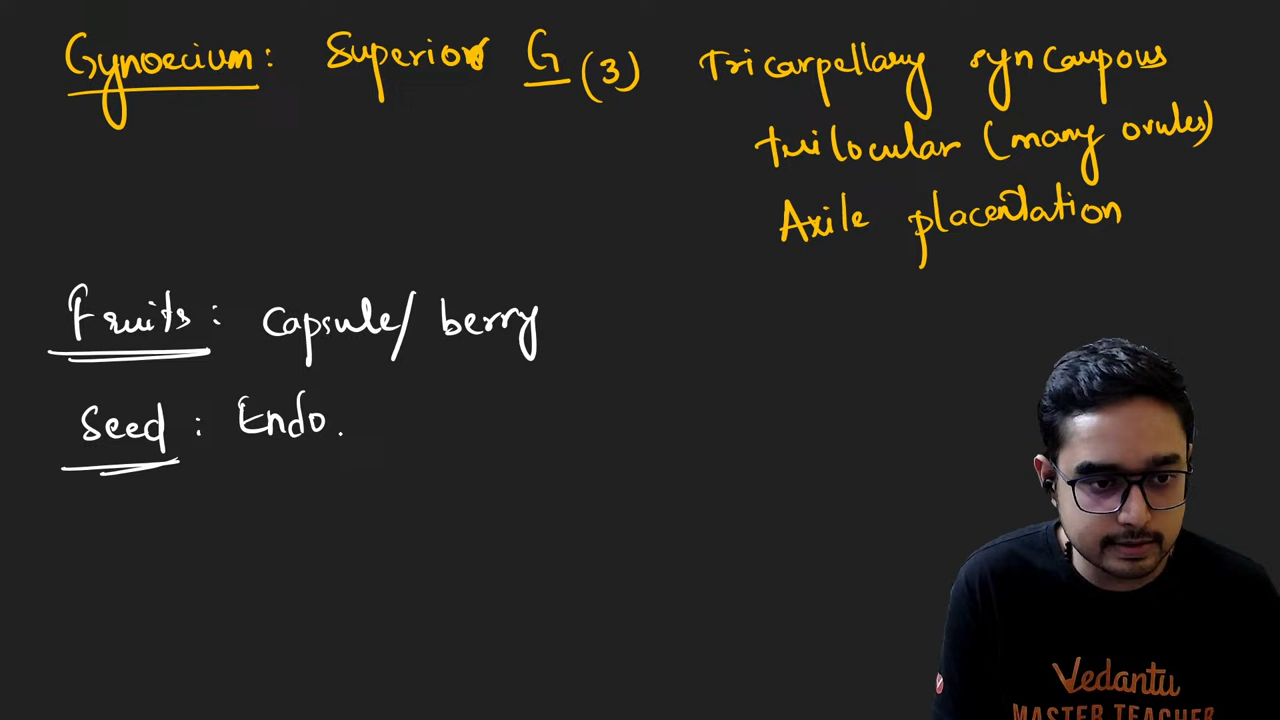 Gynoecium: Superior G (3) Tricarpellary syncarpous
trilocular (many ovules)
Axile placentation
Fruits: capsule/ berry
Seed: Endo.
Vedantu
MASTER TEACHER